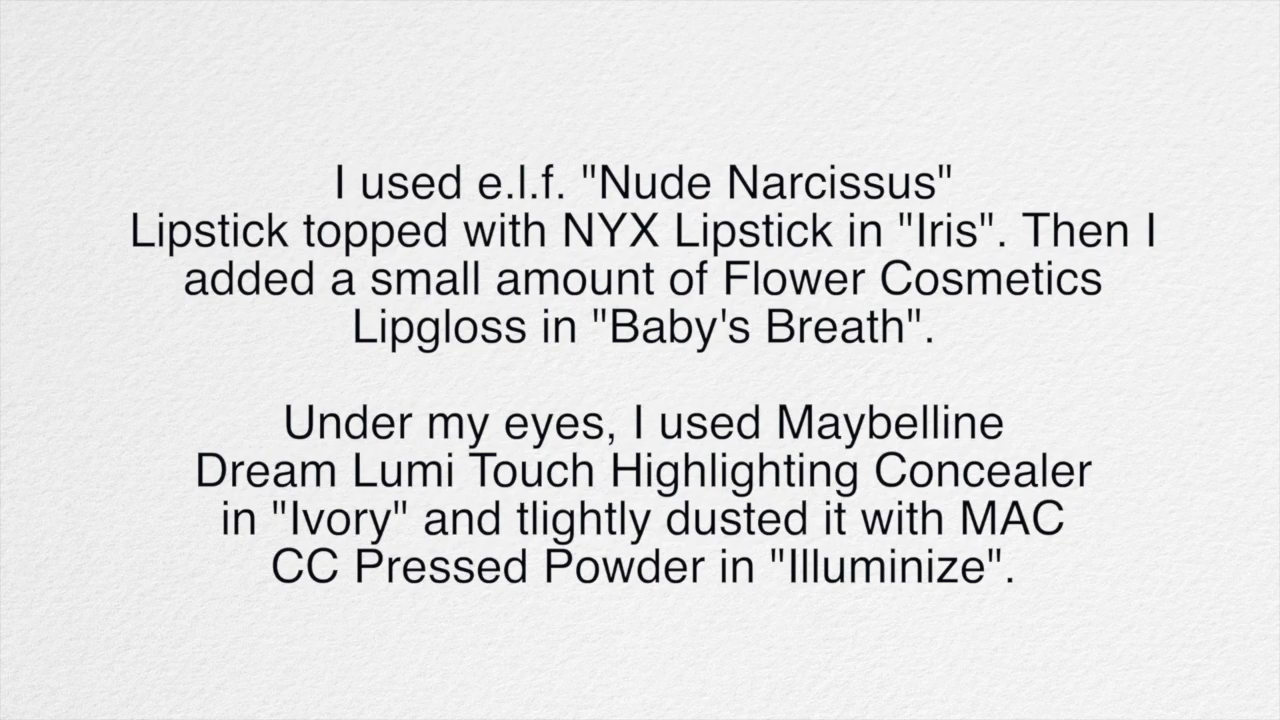 I used e.l.f. "Nude Narcissus"
Lipstick topped with NYX Lipstick in "Iris". Then I
added a small amount of Flower Cosmetics
Lipgloss in "Baby's Breath".
Under my eyes, I used Maybelline
Dream Lumi Touch Highlighting Concealer
in "Ivory" and tlightly dusted it with MAC
CC Pressed Powder in "Illuminize".